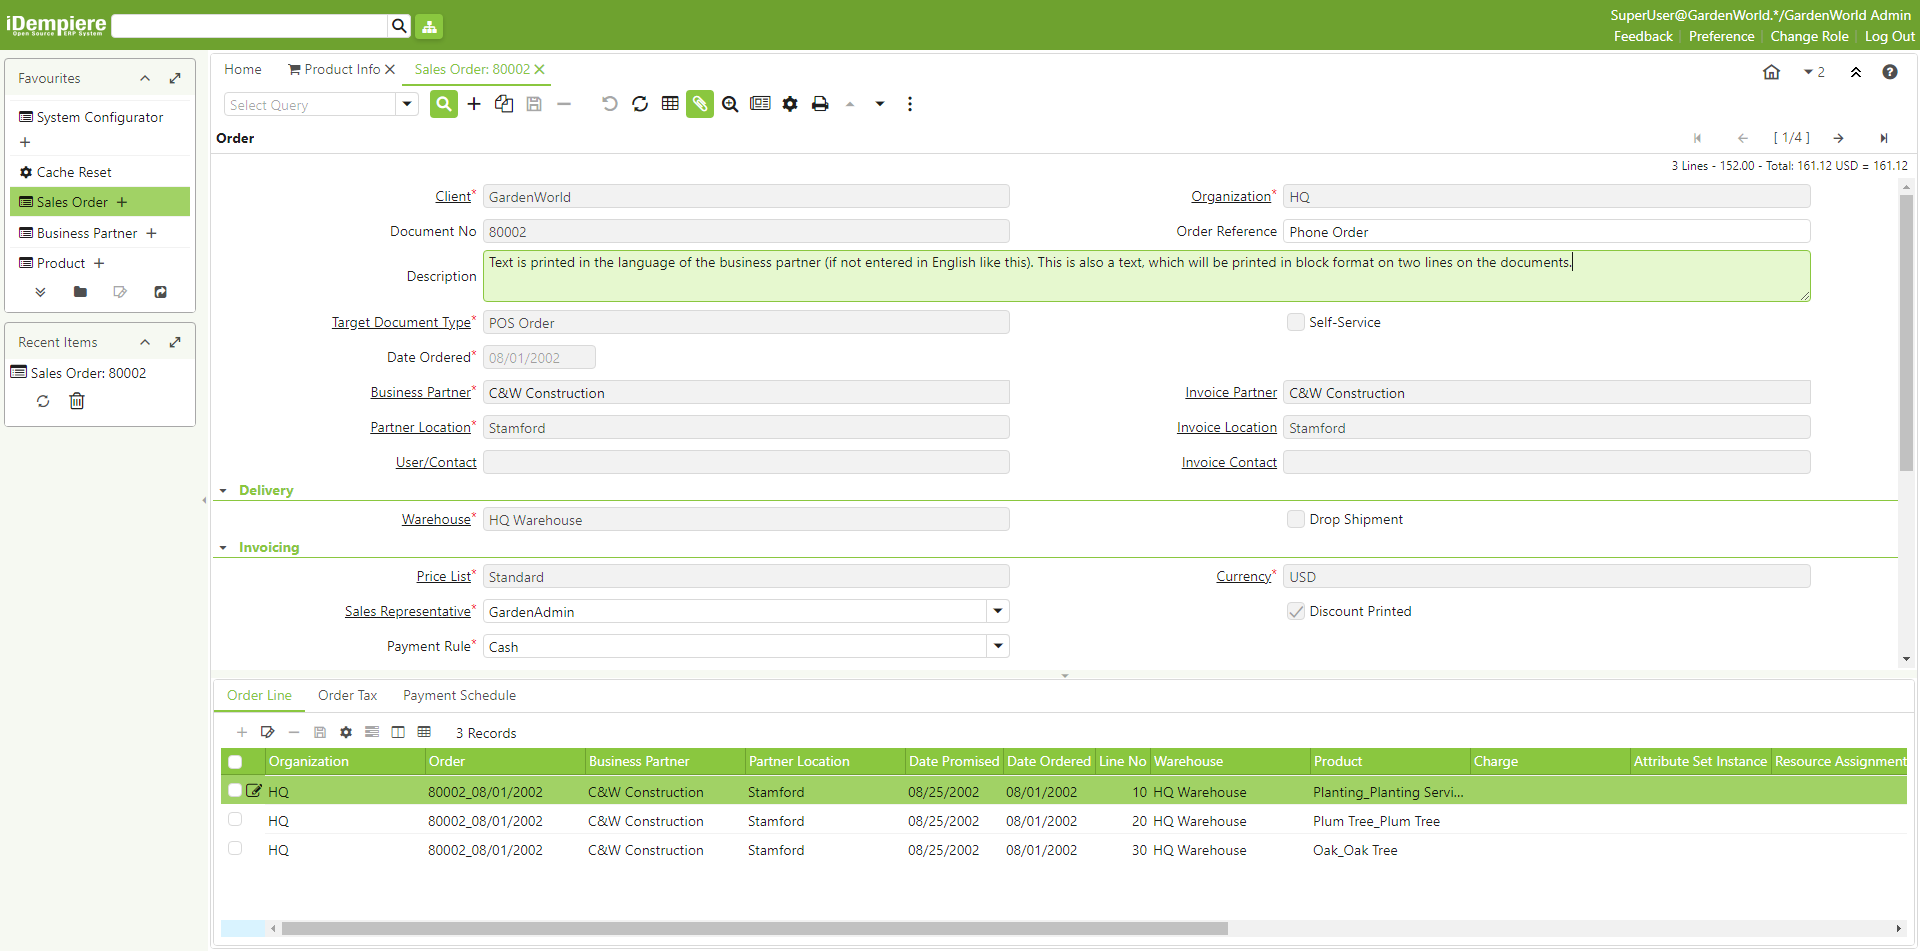 iDempiere
Open Source ERP System
SuperUser@GardenWorld.*/GardenWorld Admin
Feedback Preference Change Role Log Out
Favourites
System Configurator
Cache Reset
Sales Order
Business Partner
Product
Recent Items
Sales Order: 80002
Home Product Info Sales Order: 80002
2
Select Query
Order
[ 1/4 ]
3 Lines - 152.00 - Total: 161.12 USD = 161.12
Client* GardenWorld Organization* HQ
Document No 80002 Order Reference Phone Order
Description Text is printed in the language of the business partner (if not entered in English like this). This is also a text, which will be printed in block format on two lines on the documents.
Target Document Type* POS Order Self-Service
Date Ordered* 08/01/2002
Business Partner* C&W Construction Invoice Partner C&W Construction
Partner Location* Stamford Invoice Location Stamford
User/Contact Invoice Contact
Delivery
Warehouse* HQ Warehouse Drop Shipment
Invoicing
Price List* Standard Currency* USD
Sales Representative* GardenAdmin Discount Printed
Payment Rule* Cash
Order Line Order Tax Payment Schedule
3 Records
Organization Order Business Partner Partner Location Date Promised Date Ordered Line No Warehouse Product Charge Attribute Set Instance Resource Assignment
HQ 80002_08/01/2002 C&W Construction Stamford 08/25/2002 08/01/2002 10 HQ Warehouse Planting_Planting Servi...
HQ 80002_08/01/2002 C&W Construction Stamford 08/25/2002 08/01/2002 20 HQ Warehouse Plum Tree_Plum Tree
HQ 80002_08/01/2002 C&W Construction Stamford 08/25/2002 08/01/2002 30 HQ Warehouse Oak_Oak Tree